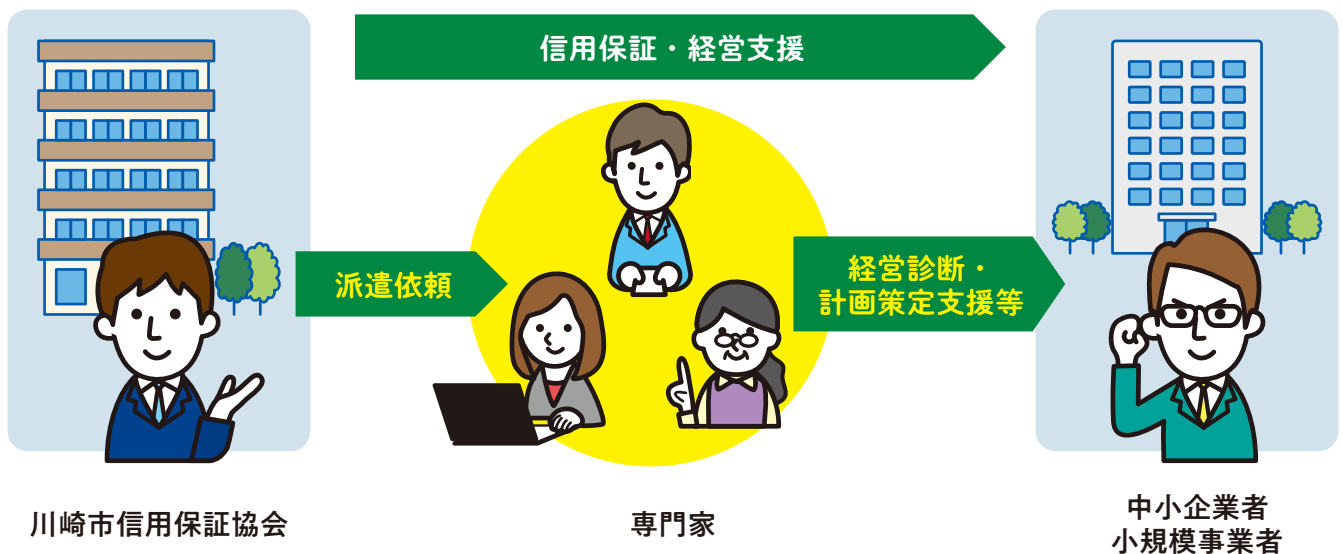 信用保証・経営支援
派遣依頼
経営診断・
計画策定支援等
川崎市信用保証協会
専門家
中小企業者
小規模事業者